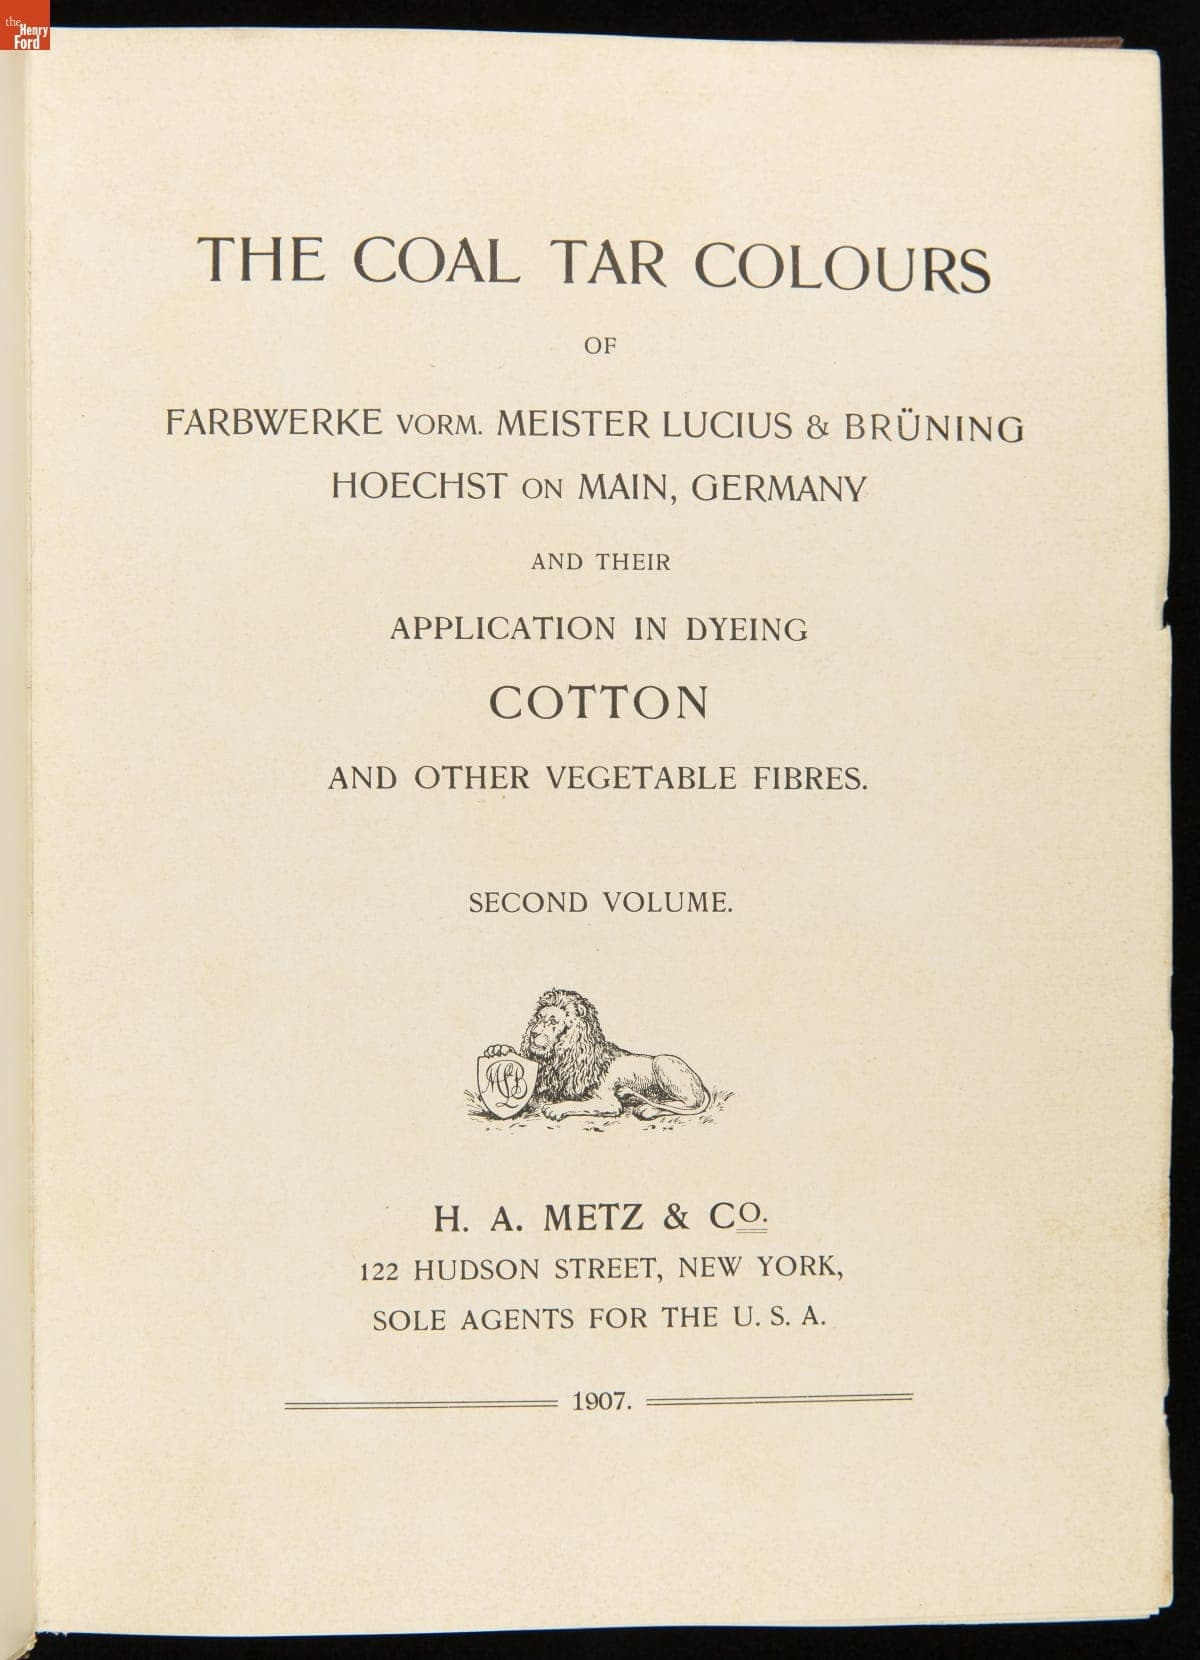 the
Henry
Ford
THE COAL TAR COLOURS
OF
FARBWERKE VORM. MEISTER LUCIUS & BRÜNING
HOECHST ON MAIN, GERMANY
AND THEIR
APPLICATION IN DYEING
COTTON
AND OTHER VEGETABLE FIBRES.
SECOND VOLUME.
MLB
H. A. METZ & Co.
122 HUDSON STREET, NEW YORK,
SOLE AGENTS FOR THE U. S. A.
1907.